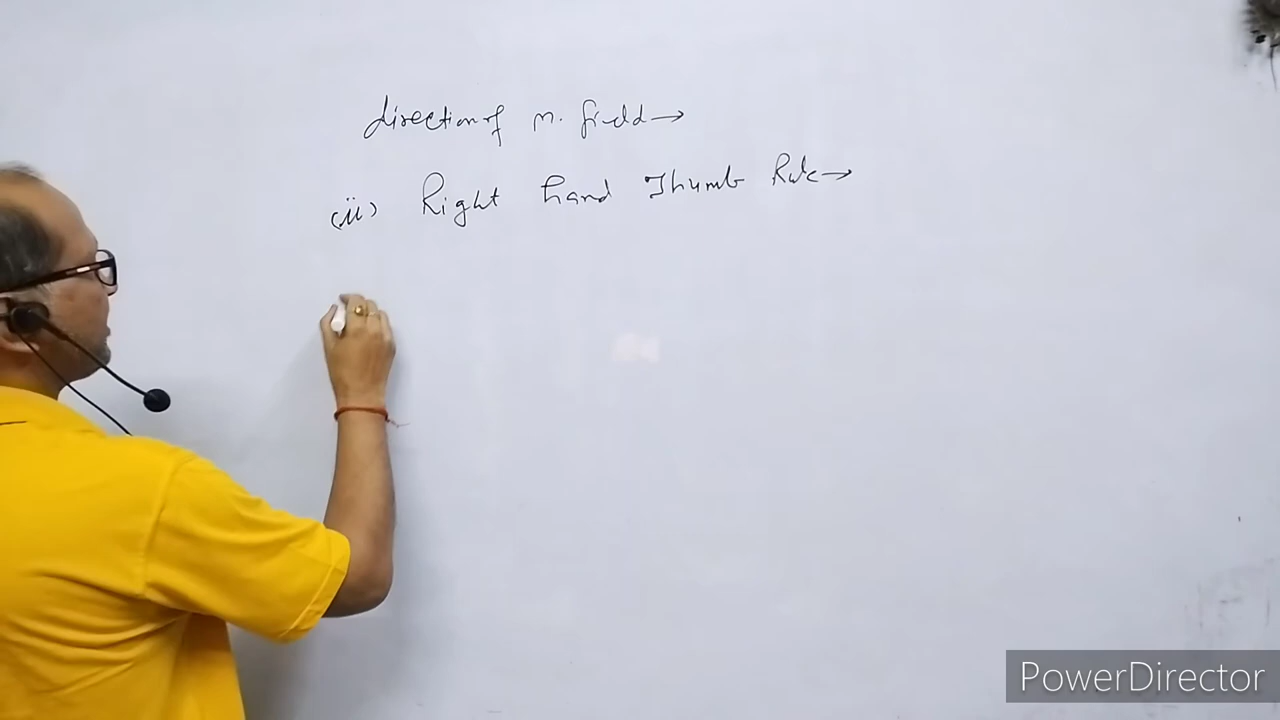 direction of m. field→
(ii) Right hand Thumb Rule→
PowerDirector